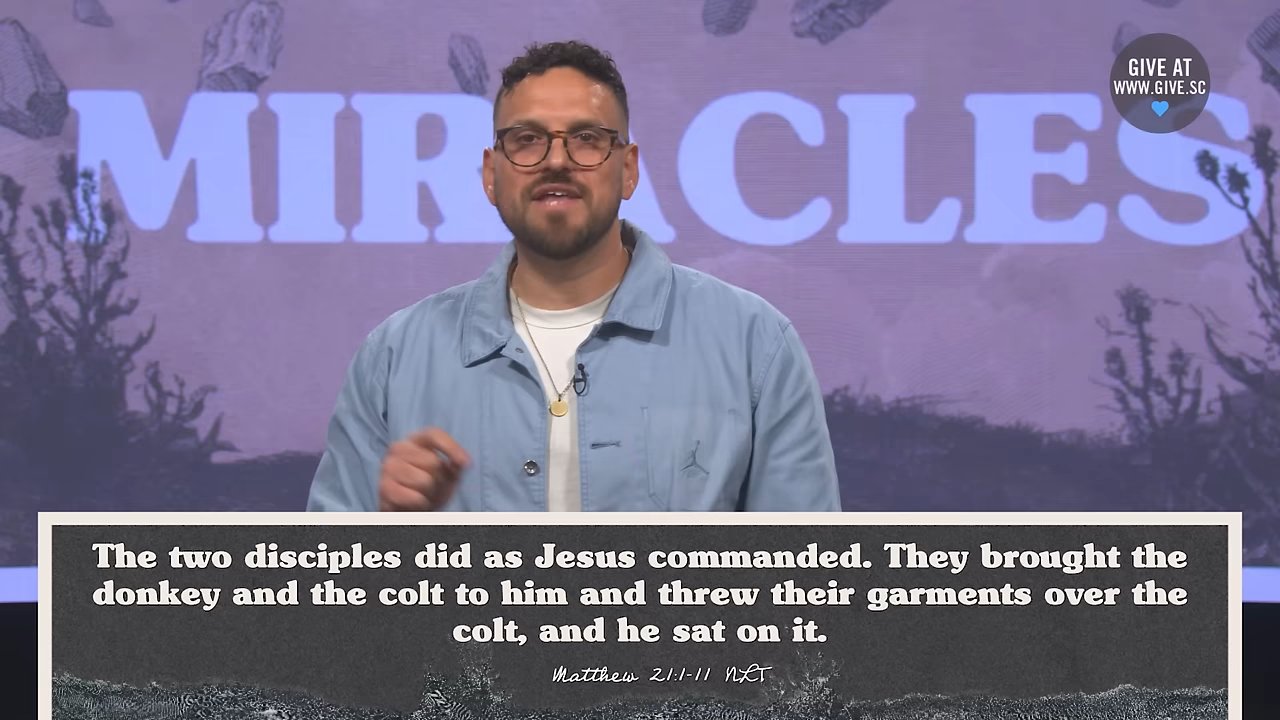 GIVE AT
WWW.GIVE.SC
MIRACLES
The two disciples did as Jesus commanded. They brought the
donkey and the colt to him and threw their garments over the
colt, and he sat on it.
Matthew 21:1-11 NLT